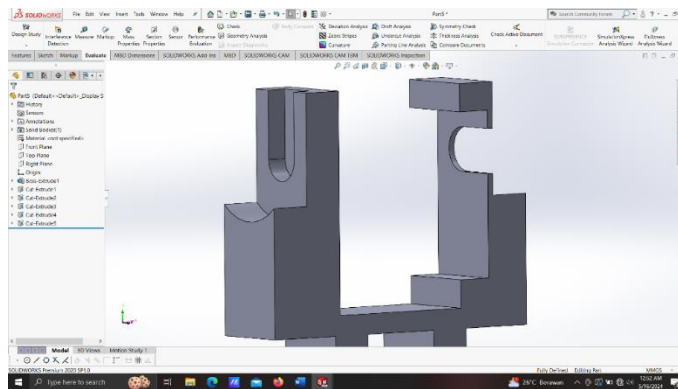 SOLIDWORKS File Edit View Insert Tools Window Help Part5 * Search Community Forum
Design Study Interference Detection Measure Markup Mass Properties Section Properties Sensor Performance Evaluation
Check Deviation Analysis Draft Analysis Symmetry Check Check Active Document
Geometry Analysis Zebra Stripes Undercut Analysis Thickness Analysis SimulationXpress Analysis Wizard FloXpress Analysis Wizard
Curvature Parting Line Analysis Compare Documents
Features Sketch Markup Evaluate MBD Dimensions SOLIDWORKS Add-Ins MBD SOLIDWORKS CAM SOLIDWORKS CAM TBM SOLIDWORKS Inspection
Part5 (Default<<Default>_Display S
History
Sensors
Annotations
Solid Bodies(1)
Material <not specified>
Front Plane
Top Plane
Right Plane
Origin
Boss-Extrude1
Cut-Extrude1
Cut-Extrude2
Cut-Extrude3
Cut-Extrude4
Cut-Extrude5
Model 3D Views Motion Study 1
SOLIDWORKS Premium 2020 SP1.0 Fully Defined Editing Part MMGS
Type here to search 26°C Berawan 12:52 AM
5/16/2024